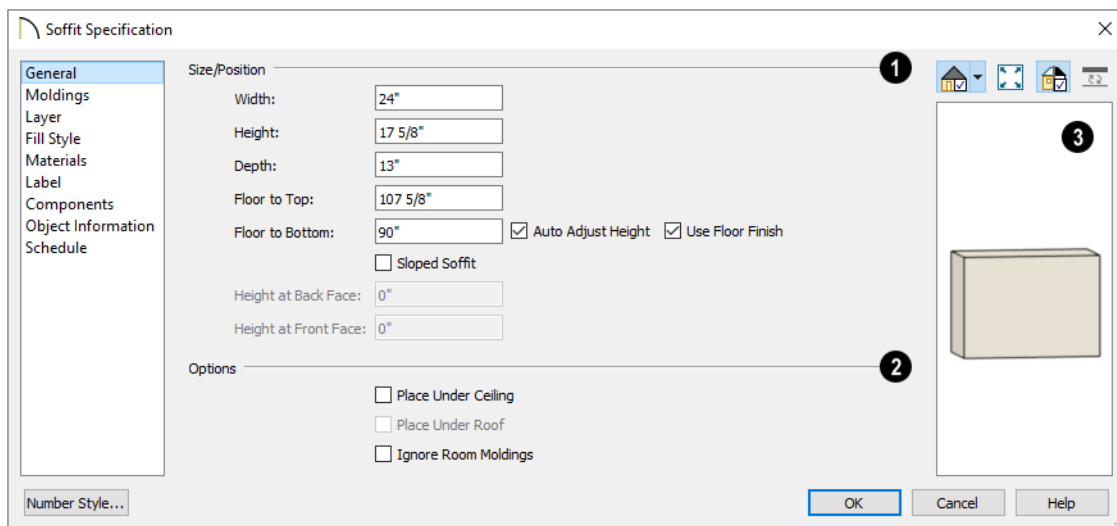 Soffit Specification
General
Moldings
Layer
Fill Style
Materials
Label
Components
Object Information
Schedule
Size/Position
1
Width: 24"
Height: 17 5/8"
Depth: 13"
Floor to Top: 107 5/8"
Floor to Bottom: 90" Auto Adjust Height Use Floor Finish
Sloped Soffit
Height at Back Face: 0"
Height at Front Face: 0"
Options
2
Place Under Ceiling
Place Under Roof
Ignore Room Moldings
3
Number Style... OK Cancel Help